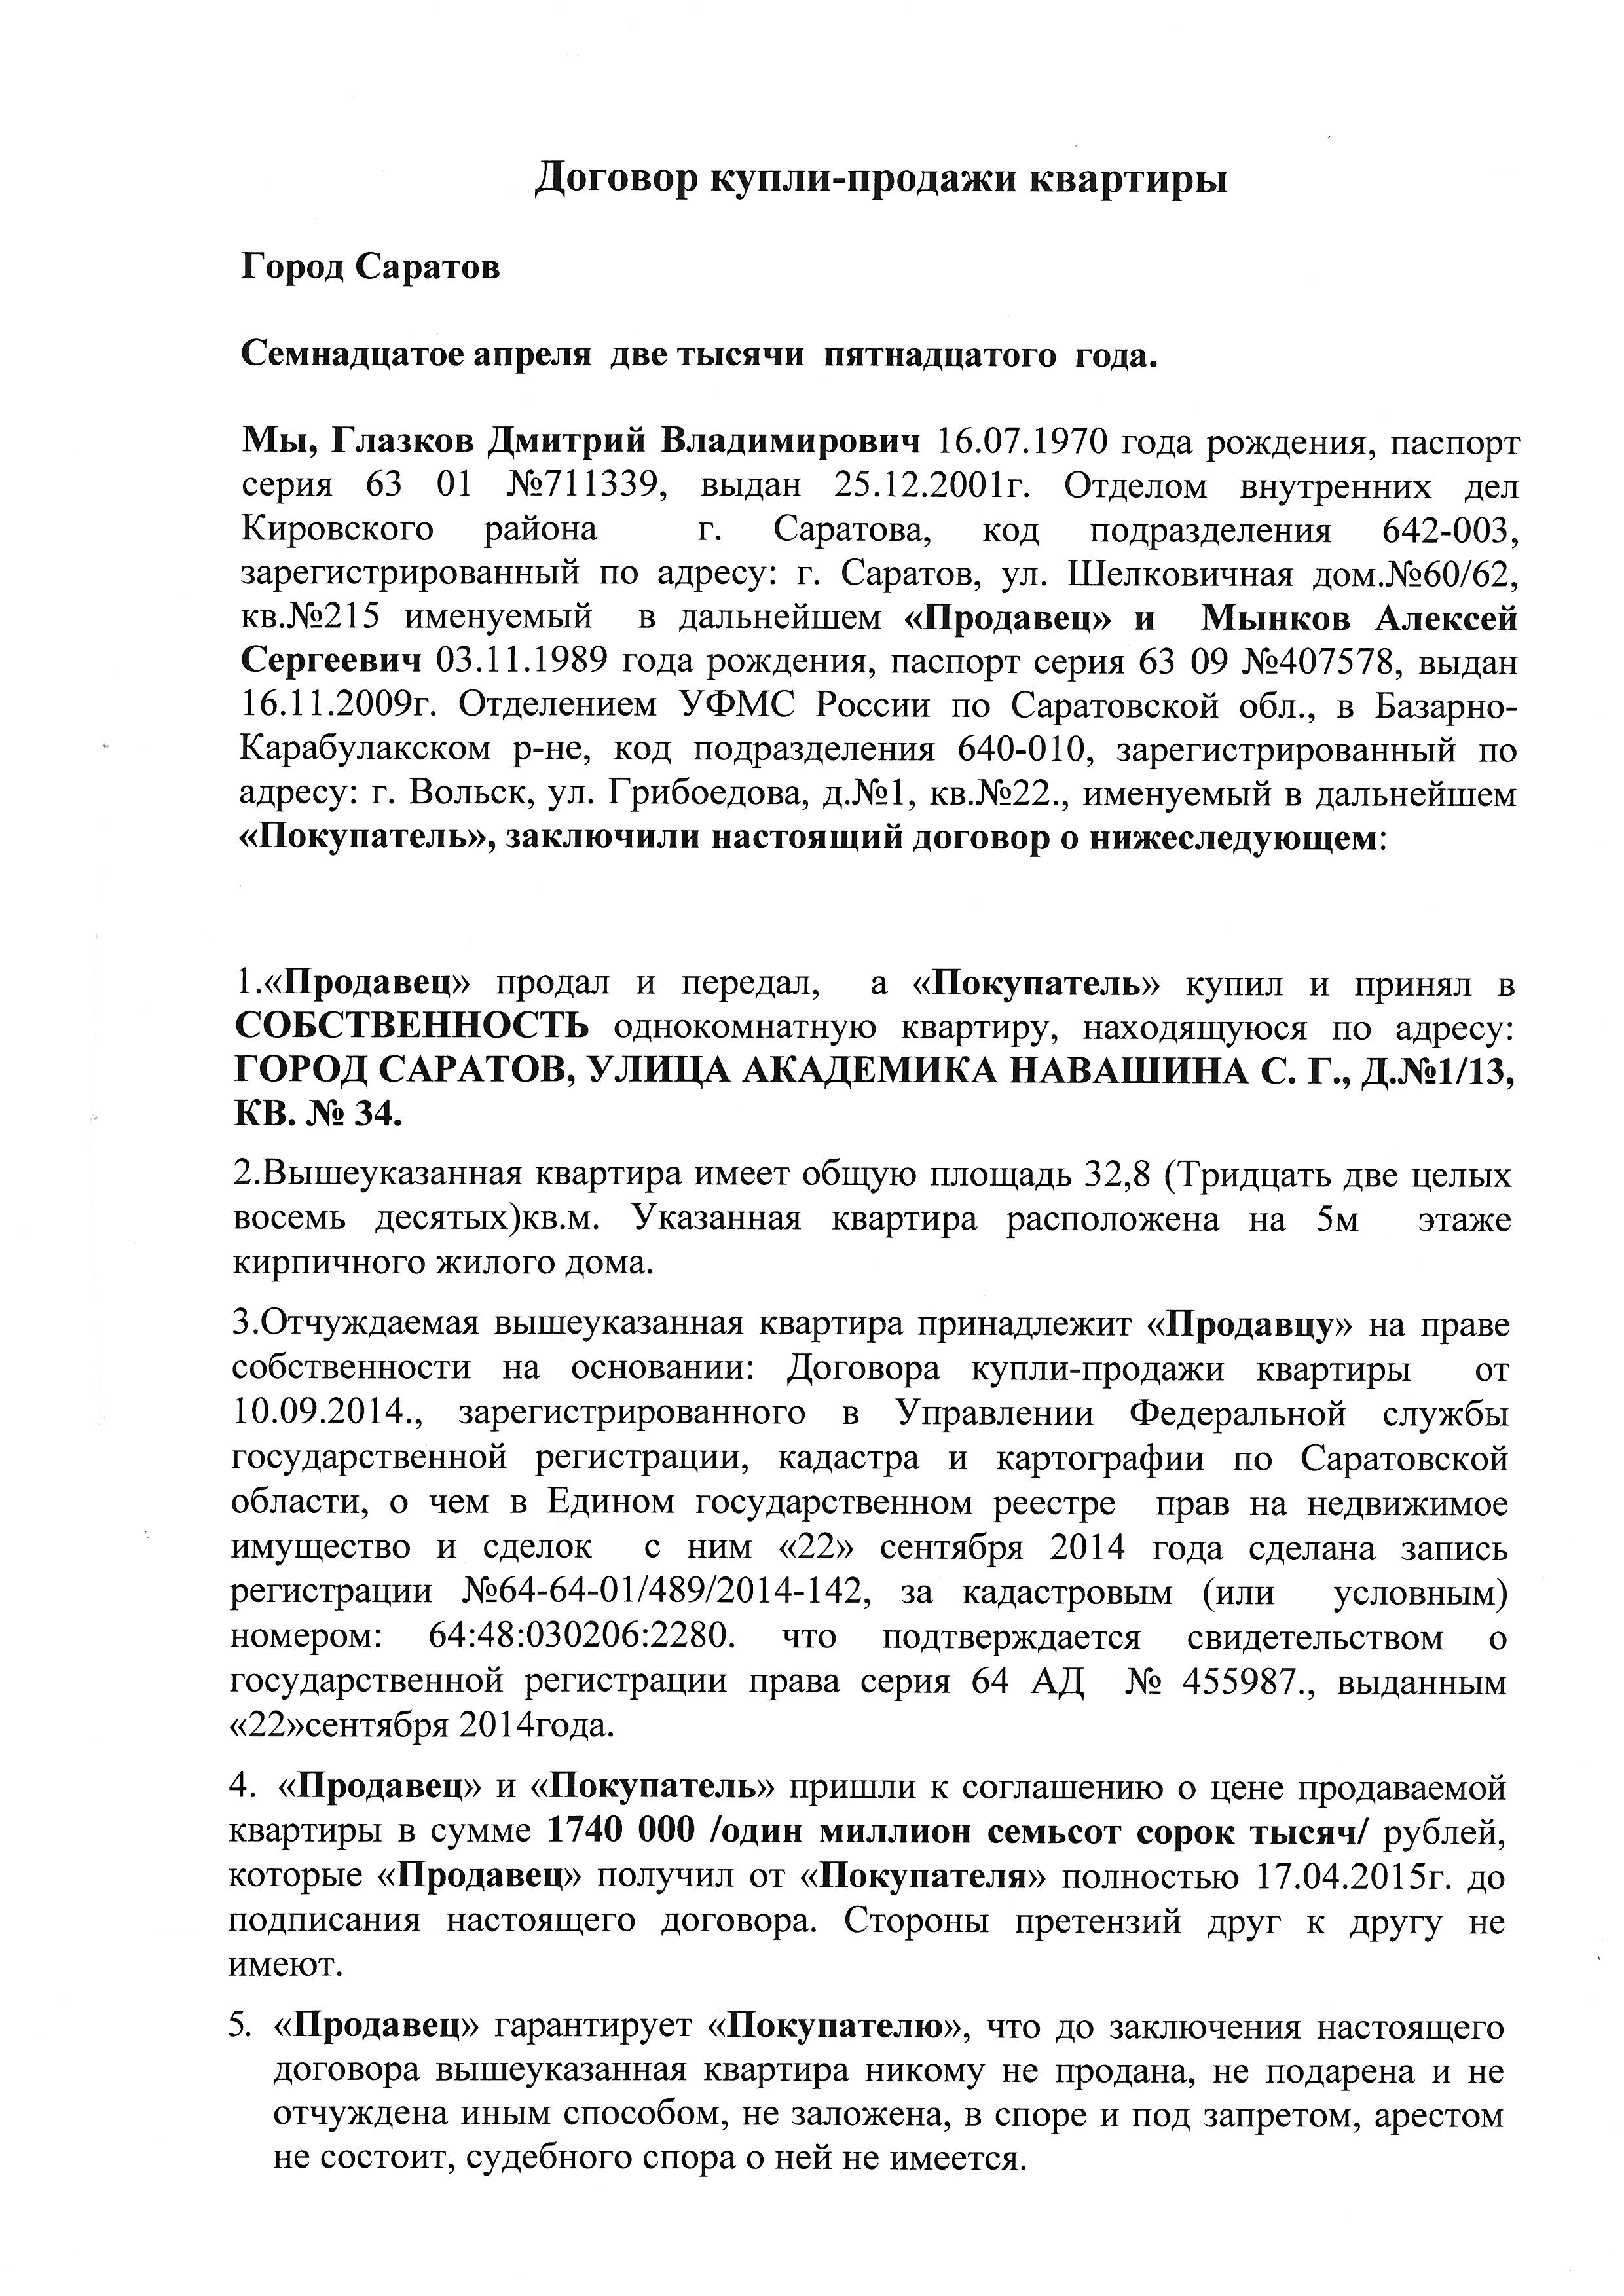 Договор купли-продажи квартиры
Город Саратов
Семнадцатое апреля две тысячи пятнадцатого года.
Мы, Глазков Дмитрий Владимирович 16.07.1970 года рождения, паспорт
серия 63 01 №711339, выдан 25.12.2001г. Отделом внутренних дел
Кировского района г. Саратова, код подразделения 642-003,
зарегистрированный по адресу: г. Саратов, ул. Шелковичная дом.№60/62,
кв.№215 именуемый в дальнейшем «Продавец» и Мынков Алексей
Сергеевич 03.11.1989 года рождения, паспорт серия 63 09 №407578, выдан
16.11.2009г. Отделением УФМС России по Саратовской обл., в Базарно-
Карабулакском р-не, код подразделения 640-010, зарегистрированный по
адресу: г. Вольск, ул. Грибоедова, д.№1, кв.№22., именуемый в дальнейшем
«Покупатель», заключили настоящий договор о нижеследующем:
1.«Продавец» продал и передал, а «Покупатель» купил и принял в
СОБСТВЕННОСТЬ однокомнатную квартиру, находящуюся по адресу:
ГОРОД САРАТОВ, УЛИЦА АКАДЕМИКА НАВАШИНА С. Г., Д.№1/13,
КВ. № 34.
2.Вышеуказанная квартира имеет общую площадь 32,8 (Тридцать две целых
восемь десятых)кв.м. Указанная квартира расположена на 5м этаже
кирпичного жилого дома.
3.Отчуждаемая вышеуказанная квартира принадлежит «Продавцу» на праве
собственности на основании: Договора купли-продажи квартиры от
10.09.2014., зарегистрированного в Управлении Федеральной службы
государственной регистрации, кадастра и картографии по Саратовской
области, о чем в Едином государственном реестре прав на недвижимое
имущество и сделок с ним «22» сентября 2014 года сделана запись
регистрации №64-64-01/489/2014-142, за кадастровым (или условным)
номером: 64:48:030206:2280. что подтверждается свидетельством о
государственной регистрации права серия 64 АД № 455987., выданным
«22»сентября 2014года.
4. «Продавец» и «Покупатель» пришли к соглашению о цене продаваемой
квартиры в сумме 1740 000 /один миллион семьсот сорок тысяч/ рублей,
которые «Продавец» получил от «Покупателя» полностью 17.04.2015г. до
подписания настоящего договора. Стороны претензий друг к другу не
имеют.
5. «Продавец» гарантирует «Покупателю», что до заключения настоящего
договора вышеуказанная квартира никому не продана, не подарена и не
отчуждена иным способом, не заложена, в споре и под запретом, арестом
не состоит, судебного спора о ней не имеется.